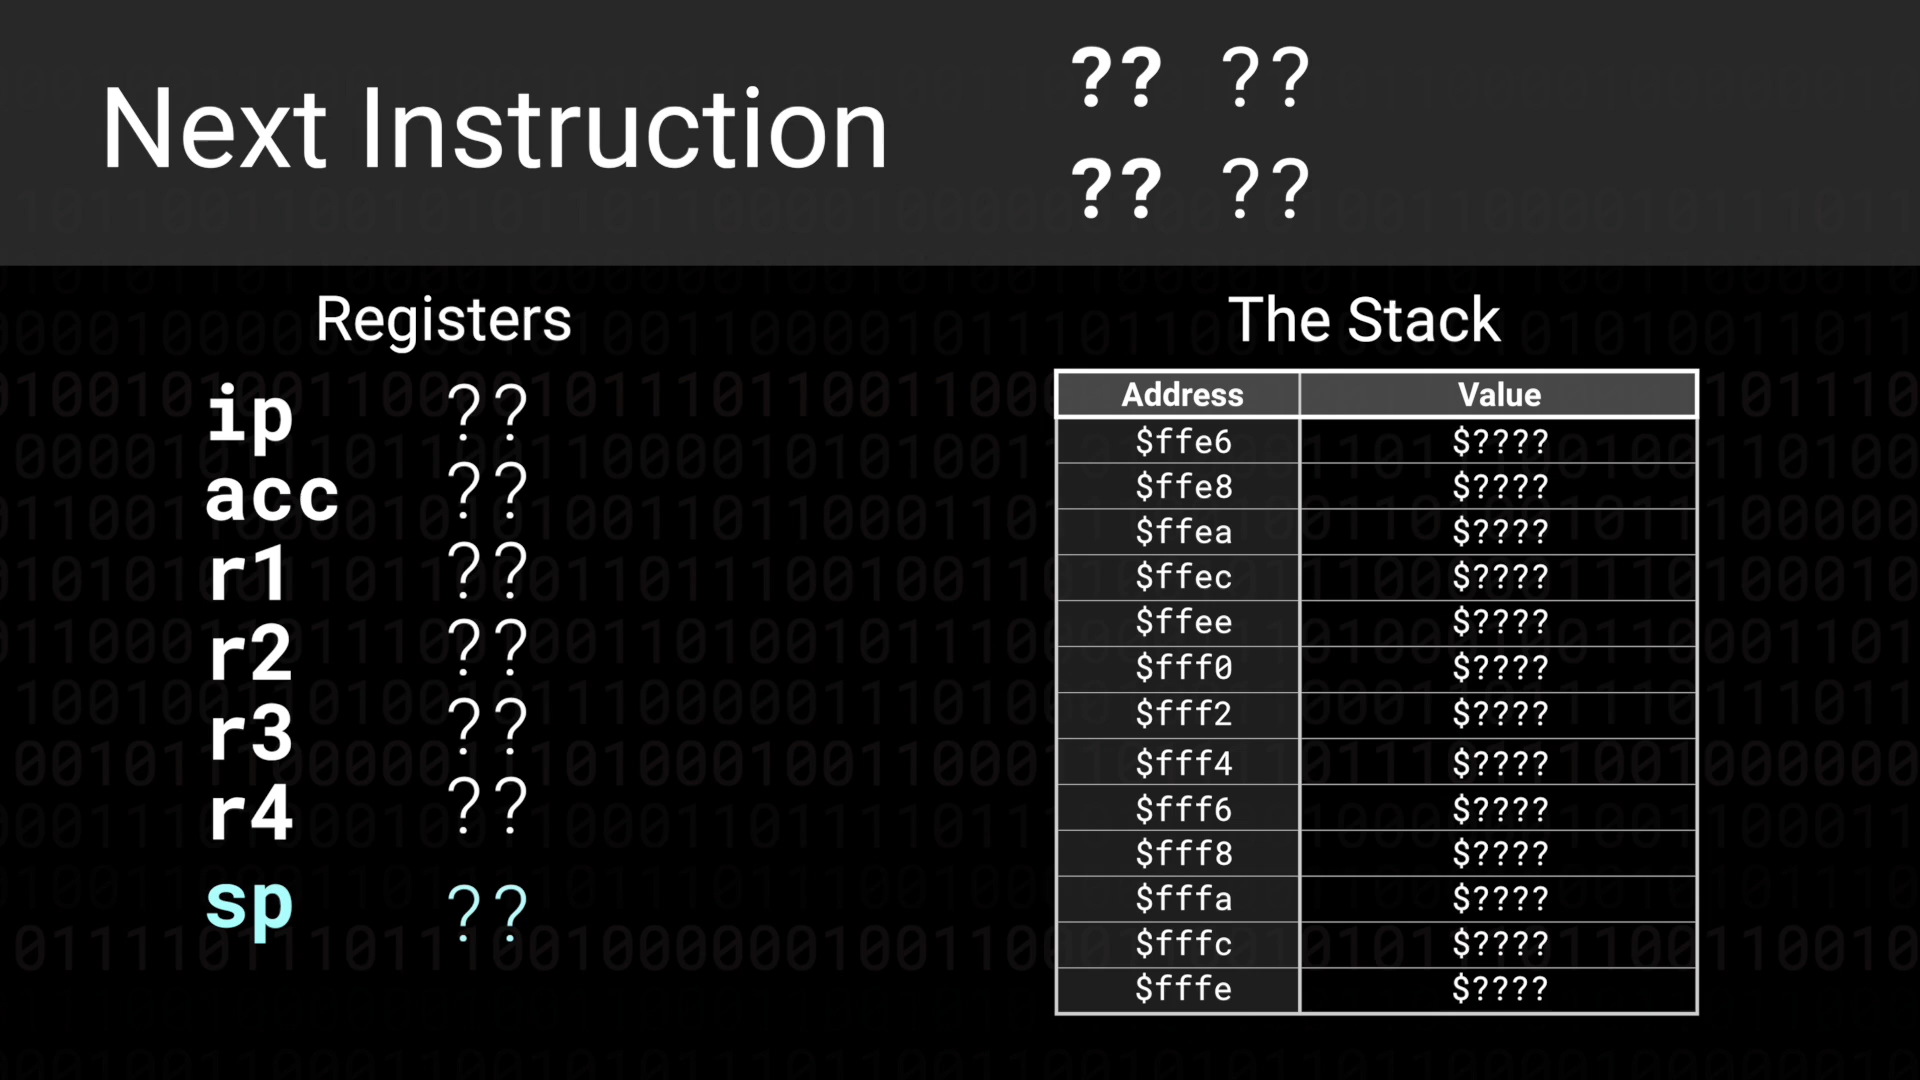 Next Instruction
?? ??
?? ??
Registers
ip ??
acc ??
r1 ??
r2 ??
r3 ??
r4 ??
sp ??
The Stack
Address Value
$ffe6 $????
$ffe8 $????
$ffea $????
$ffec $????
$ffee $????
$fff0 $????
$fff2 $????
$fff4 $????
$fff6 $????
$fff8 $????
$fffa $????
$fffc $????
$fffe $????